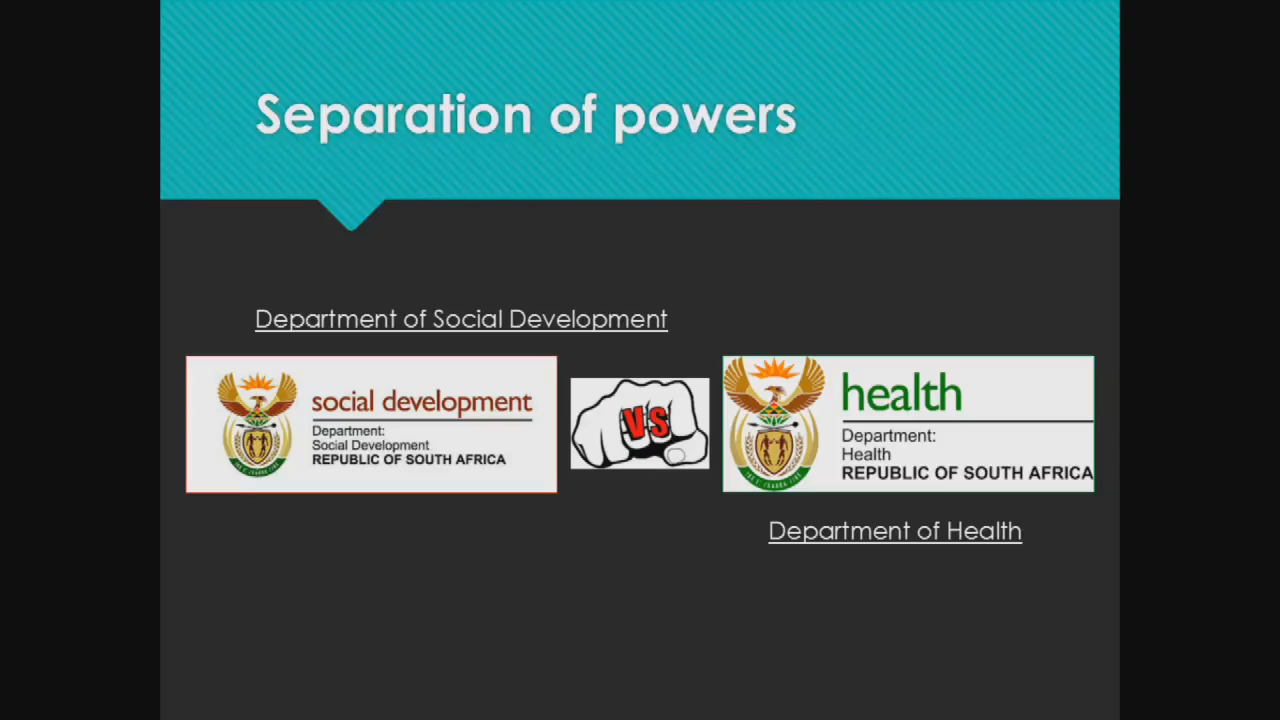 Separation of powers
Department of Social Development
social development
Department:
Social Development
REPUBLIC OF SOUTH AFRICA
VS
health
Department:
Health
REPUBLIC OF SOUTH AFRICA
Department of Health